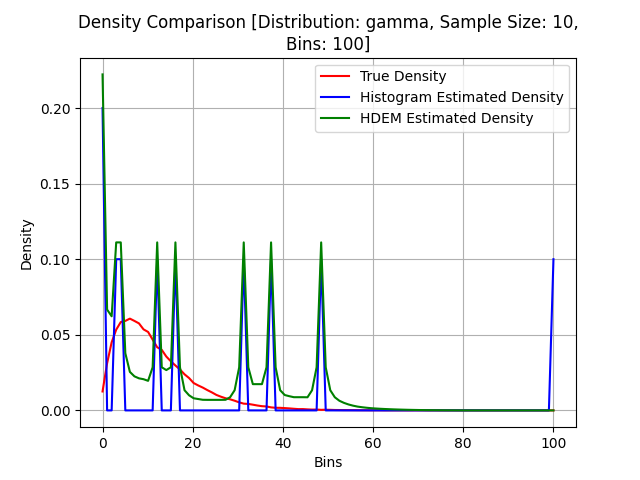 Density Comparison [Distribution: gamma, Sample Size: 10,
Bins: 100]
True Density
Histogram Estimated Density
HDEM Estimated Density
Density
0.20
0.15
0.10
0.05
0.00
0
20
40
60
80
100
Bins